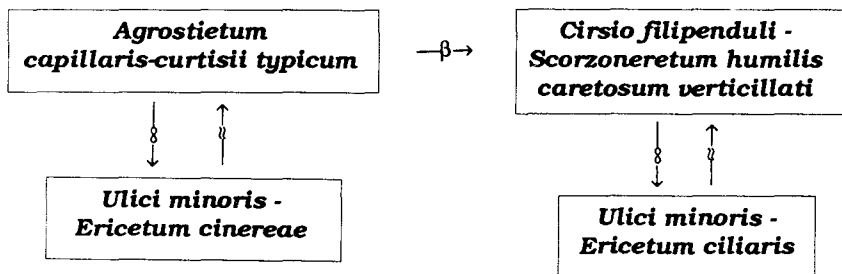 Agrostietum
capillaris-curtisii typicum
β
Cirsio filipenduli -
Scorzoneretum humilis
caretosum verticillati
∞
≈
∞
≈
Ulici minoris -
Ericetum cinereae
Ulici minoris -
Ericetum ciliaris